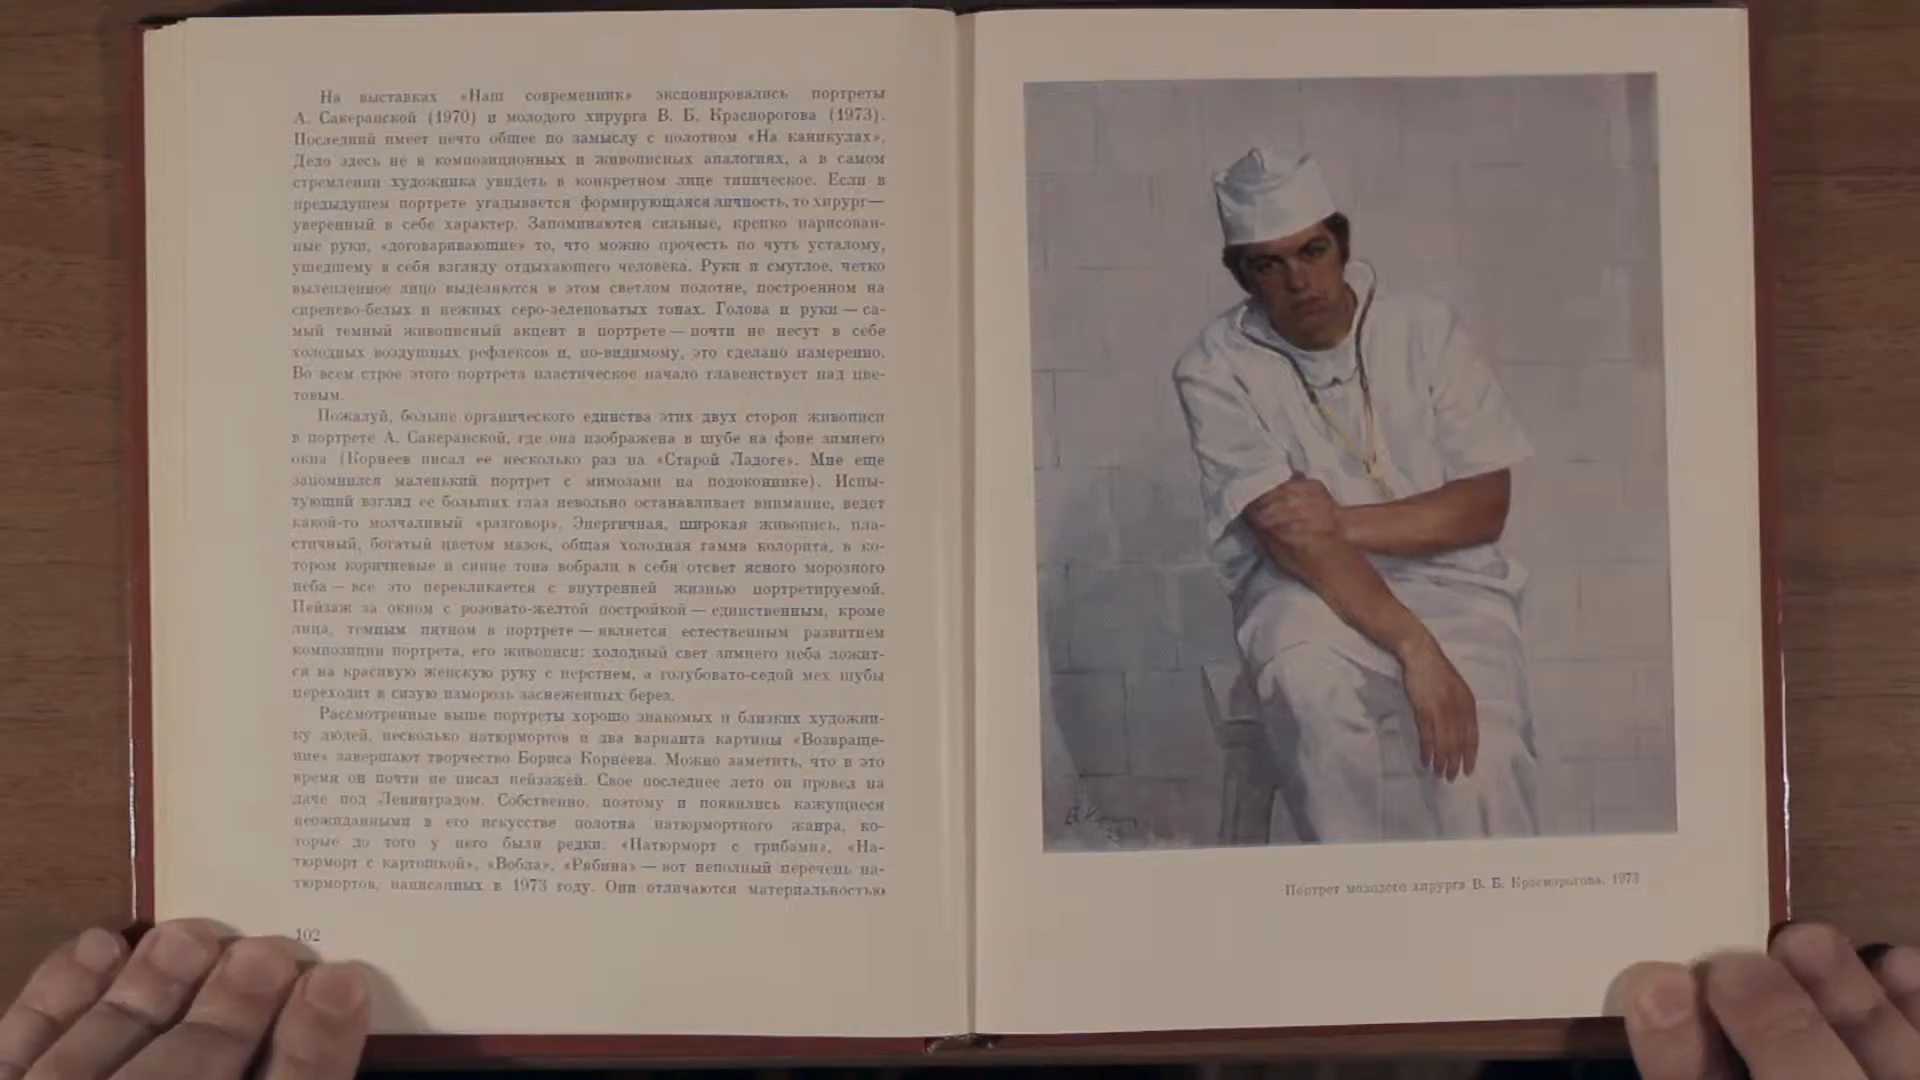 На выставках «Наш современник» экспонировались портреты
А. Сакеранской (1970) и молодого хирурга В. Б. Краснорогова (1973).
Последний имеет нечто общее по замыслу с полотном «На каникулах».
Дело здесь не в композиционных и живописных аналогиях, а в самом
стремлении художника увидеть в конкретном лице типическое. Если в
предыдущем портрете угадывается формирующаяся личность, то хирург —
уверенный в себе характер. Запоминаются сильные, крепко нарисован-
ные руки, «договаривающие» то, что можно прочесть по чуть усталому,
ушедшему в себя взгляду отдыхающего человека. Руки и смуглое, четко
вылепленное лицо выделяются в этом светлом полотне, построенном на
сиренево-белых и нежных серо-зеленоватых тонах. Голова и руки — са-
мый темный живописный акцент в портрете — почти не несут в себе
холодных воздушных рефлексов и, по-видимому, это сделано намеренно.
Во всем строе этого портрета пластическое начало главенствует над цве-
товым.
Пожалуй, больше органического единства этих двух сторон живописи
в портрете А. Сакеранской, где она изображена в шубе на фоне зимнего
окна (Корнеев писал ее несколько раз на «Старой Ладоге». Мне еще
запомнился маленький портрет с мимозами на подоконнике). Испы-
тующий взгляд ее больших глаз невольно останавливает внимание, ведет
какой-то молчаливый «разговор». Энергичная, широкая живопись, пла-
стичный, богатый цветом мазок, общая холодная гамма колорита, в ко-
тором коричневые и синие тона вобрали в себя отсвет ясного морозного
неба — все это перекликается с внутренней жизнью портретируемой.
Пейзаж за окном с розовато-желтой постройкой — единственным, кроме
лица, темным пятном в портрете — является естественным развитием
композиции портрета, его живописи: холодный свет зимнего неба ложит-
ся на красивую женскую руку с перстнем, а голубовато-седой мех шубы
переходит в сизую изморозь заснеженных берез.
Рассмотренные выше портреты хорошо знакомых и близких художни-
ку людей, несколько натюрмортов и два варианта картины «Возвраще-
ние» завершают творчество Бориса Корнеева. Можно заметить, что в это
время он почти не писал пейзажей. Свое последнее лето он провел на
даче под Ленинградом. Собственно, поэтому и появились кажущиеся
неожиданными в его искусстве полотна натюрмортного жанра, ко-
торые до того у него были редки. «Натюрморт с грибами», «На-
тюрморт с картошкой», «Вобла», «Рябина» — вот неполный перечень на-
тюрмортов, написанных в 1973 году. Они отличаются материальностью
102
Портрет молодого хирурга В. Б. Краснорогова. 1973